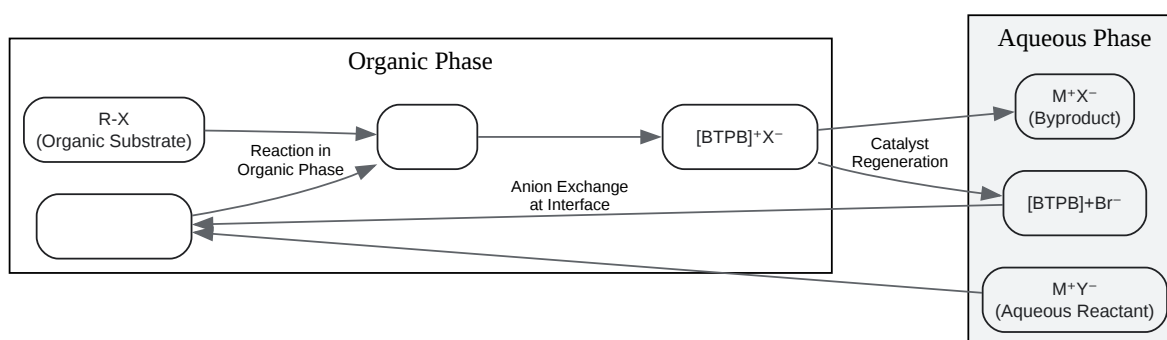 Organic Phase
Aqueous Phase
R-X
(Organic Substrate)
Reaction in
Organic Phase
[BTPB]⁺X⁻
Catalyst
Regeneration
M⁺X⁻
(Byproduct)
Anion Exchange
at Interface
[BTPB]+Br⁻
M⁺Y⁻
(Aqueous Reactant)